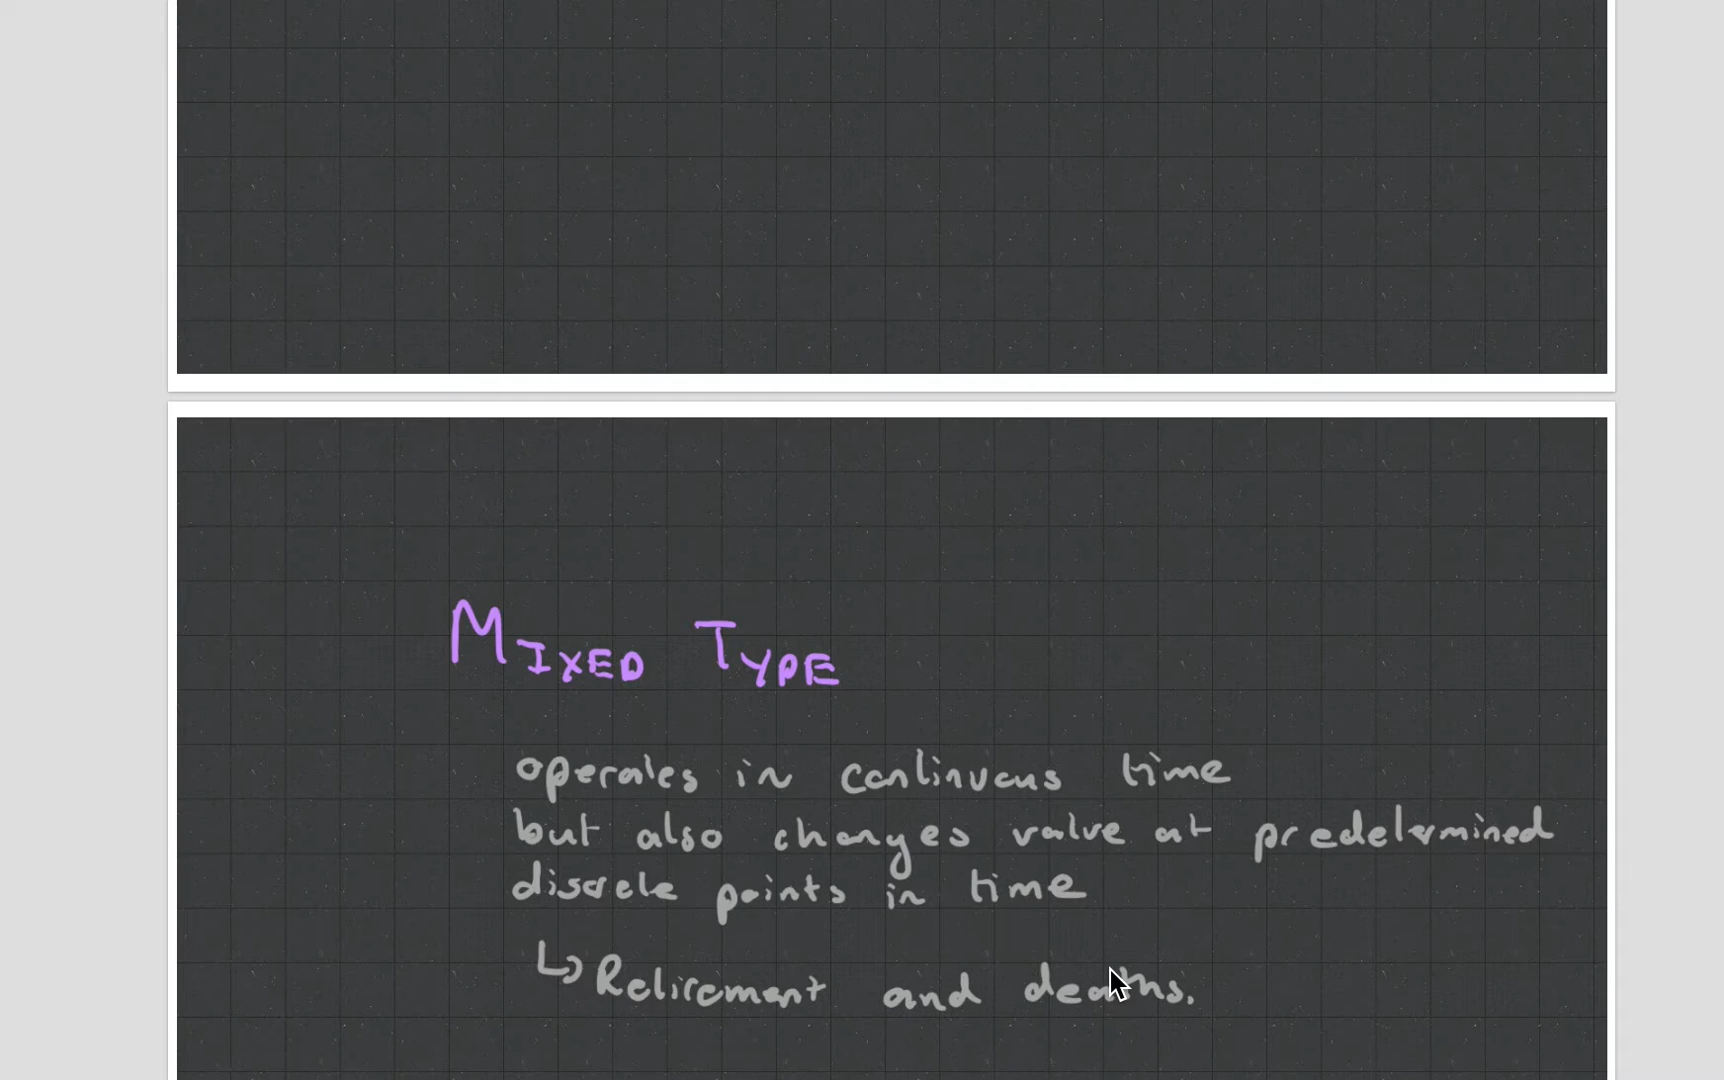 MIXED TYPE
operates in continuous time
but also changes value at predetermined
discrete points in time
↳ Retirement and deaths.